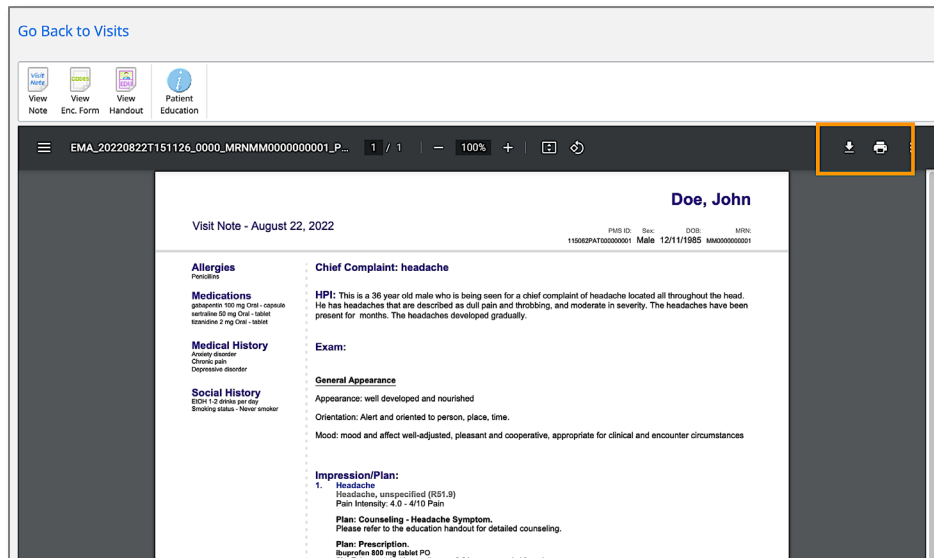 Go Back to Visits
Visit
Note
CODES
EDU
i
View
Note
View
Enc. Form
View
Handout
Patient
Education
EMA_20220822T151126_0000_MRNMM0000000001_P... 1 / 1 | − 100% + |
Doe, John
Visit Note - August 22, 2022
PMS ID: Sex: DOB: MRN:
115062PAT000000001 Male 12/11/1985 MM0000000001
Allergies
Penicillins
Medications
gabapentin 100 mg Oral - capsule
sertraline 50 mg Oral - tablet
tizanidine 2 mg Oral - tablet
Medical History
Anxiety disorder
Chronic pain
Depressive disorder
Social History
EtOH 1-2 drinks per day
Smoking status - Never smoker
Chief Complaint: headache
HPI: This is a 36 year old male who is being seen for a chief complaint of headache located all throughout the head.
He has headaches that are described as dull pain and throbbing, and moderate in severity. The headaches have been
present for months. The headaches developed gradually.
Exam:
General Appearance
Appearance: well developed and nourished
Orientation: Alert and oriented to person, place, time.
Mood: mood and affect well-adjusted, pleasant and cooperative, appropriate for clinical and encounter circumstances
Impression/Plan:
1. Headache
Headache, unspecified (R51.9)
Pain Intensity: 4.0 - 4/10 Pain
Plan: Counseling - Headache Symptom.
Please refer to the education handout for detailed counseling.
Plan: Prescription.
ibuprofen 800 mg tablet PO